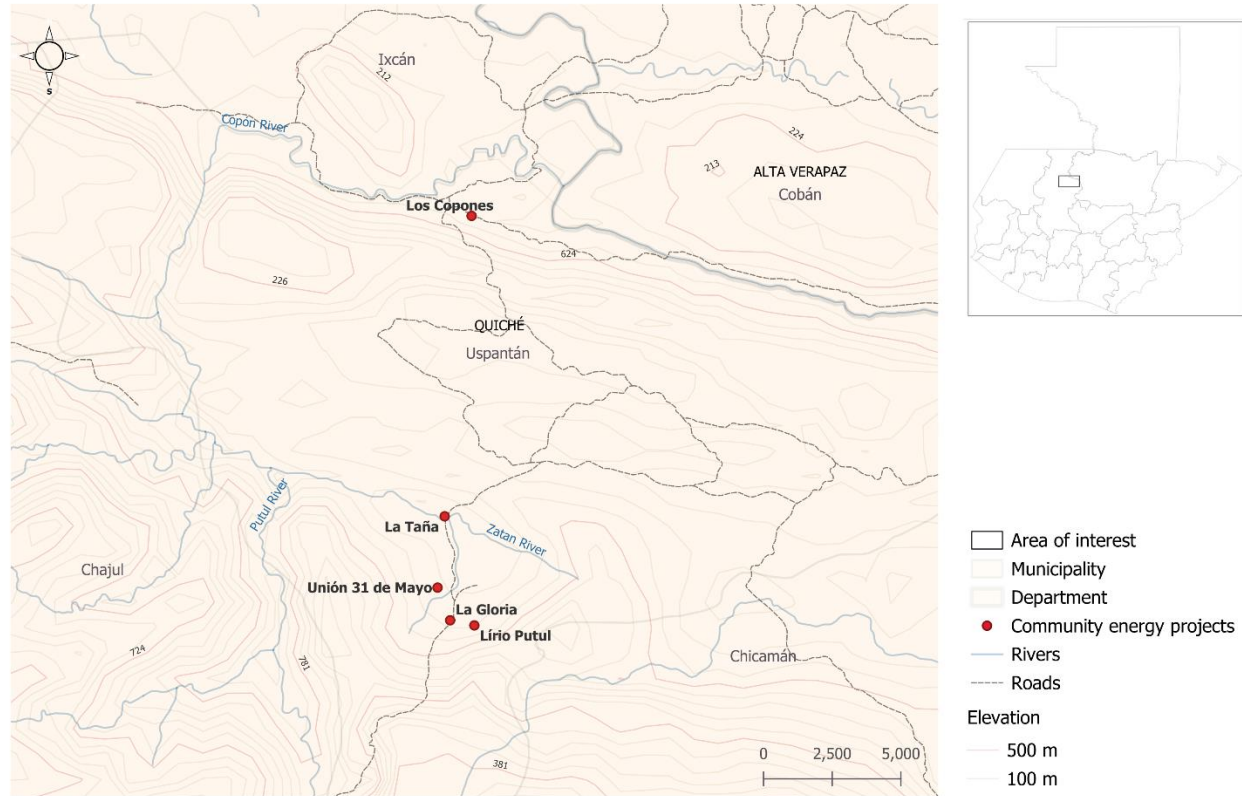 Ixcán
212
S
Copón River
224
213
ALTA VERAPAZ
Cobán
Los Copones
624
226
QUICHÉ
Uspantán
Putul River
La Taña
Zatan River
Chajul
Unión 31 de Mayo
La Gloria
Lírio Putul
724
781
Chicamán
381
0 2,500 5,000
Area of interest
Municipality
Department
Community energy projects
Rivers
Roads
Elevation
500 m
100 m